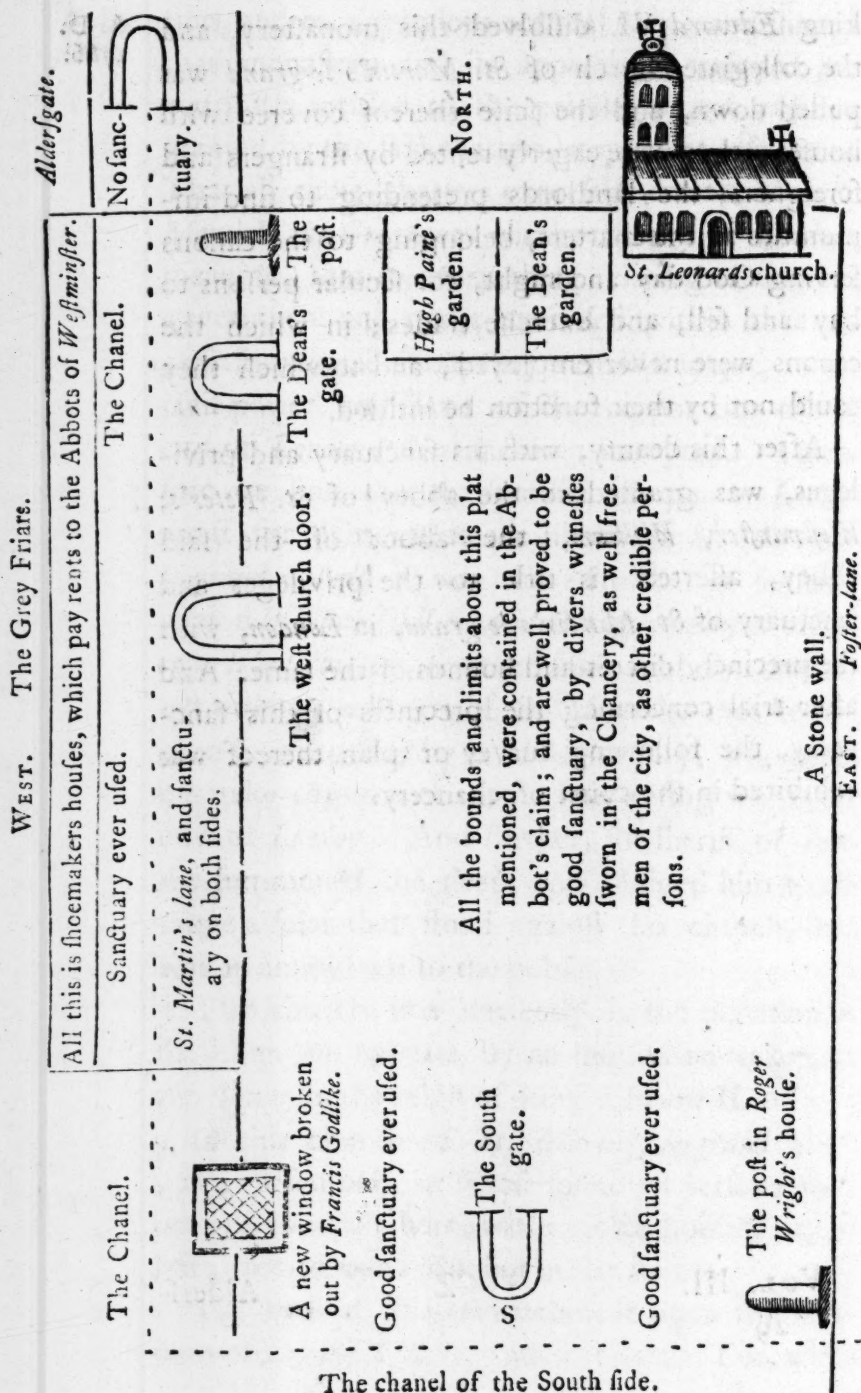 WEST. The Grey Friars.
Alderſgate.
All this is ſhoemakers houſes, which pay rents to the Abbots of Weſtminſter.
The Chanel.
Sanctuary ever uſed.
The Chanel.
No ſanc-
tuary.
St. Martin's lane, and ſanctu-
ary on both ſides.
A new window broken
out by Francis Godlike.
The weſt church door.
The Dean's
gate.
The
poſt.
NORTH.
Good ſanctuary ever uſed.
Hugh Paine's
garden.
The Dean's
garden.
All the bounds and limits about this plat
mentioned, were contained in the Ab-
bot's claim; and are well proved to be
good ſanctuary, by divers witneſſes
ſworn in the Chancery, as well free-
men of the city, as other credible per-
ſons.
S.
The South
gate.
St. Leonards church.
Good ſanctuary ever uſed
The poſt in Roger
Wright's houſe.
A Stone wall.
EAST. Foſter-lane.
The chanel of the South ſide.